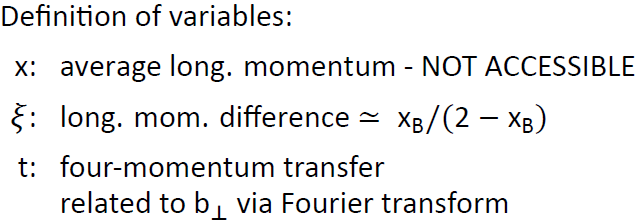 Definition of variables:
x: average long. momentum - NOT ACCESSIBLE
ξ: long. mom. difference ≃ x_B/(2 − x_B)
t: four-momentum transfer
related to b_⊥ via Fourier transform